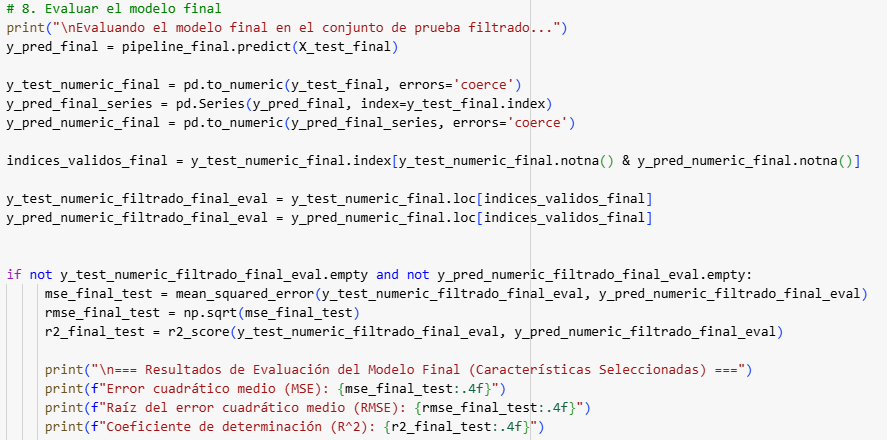 # 8. Evaluar el modelo final
print("\nEvaluando el modelo final en el conjunto de prueba filtrado...")
y_pred_final = pipeline_final.predict(X_test_final)
y_test_numeric_final = pd.to_numeric(y_test_final, errors='coerce')
y_pred_final_series = pd.Series(y_pred_final, index=y_test_final.index)
y_pred_numeric_final = pd.to_numeric(y_pred_final_series, errors='coerce')
indices_validos_final = y_test_numeric_final.index[y_test_numeric_final.notna() & y_pred_numeric_final.notna()]
y_test_numeric_filtrado_final_eval = y_test_numeric_final.loc[indices_validos_final]
y_pred_numeric_filtrado_final_eval = y_pred_numeric_final.loc[indices_validos_final]
if not y_test_numeric_filtrado_final_eval.empty and not y_pred_numeric_filtrado_final_eval.empty:
    mse_final_test = mean_squared_error(y_test_numeric_filtrado_final_eval, y_pred_numeric_filtrado_final_eval)
    rmse_final_test = np.sqrt(mse_final_test)
    r2_final_test = r2_score(y_test_numeric_filtrado_final_eval, y_pred_numeric_filtrado_final_eval)
    print("\n=== Resultados de Evaluación del Modelo Final (Características Seleccionadas) ===")
    print(f"Error cuadrático medio (MSE): {mse_final_test:.4f}")
    print(f"Raíz del error cuadrático medio (RMSE): {rmse_final_test:.4f}")
    print(f"Coeficiente de determinación (R^2): {r2_final_test:.4f}")